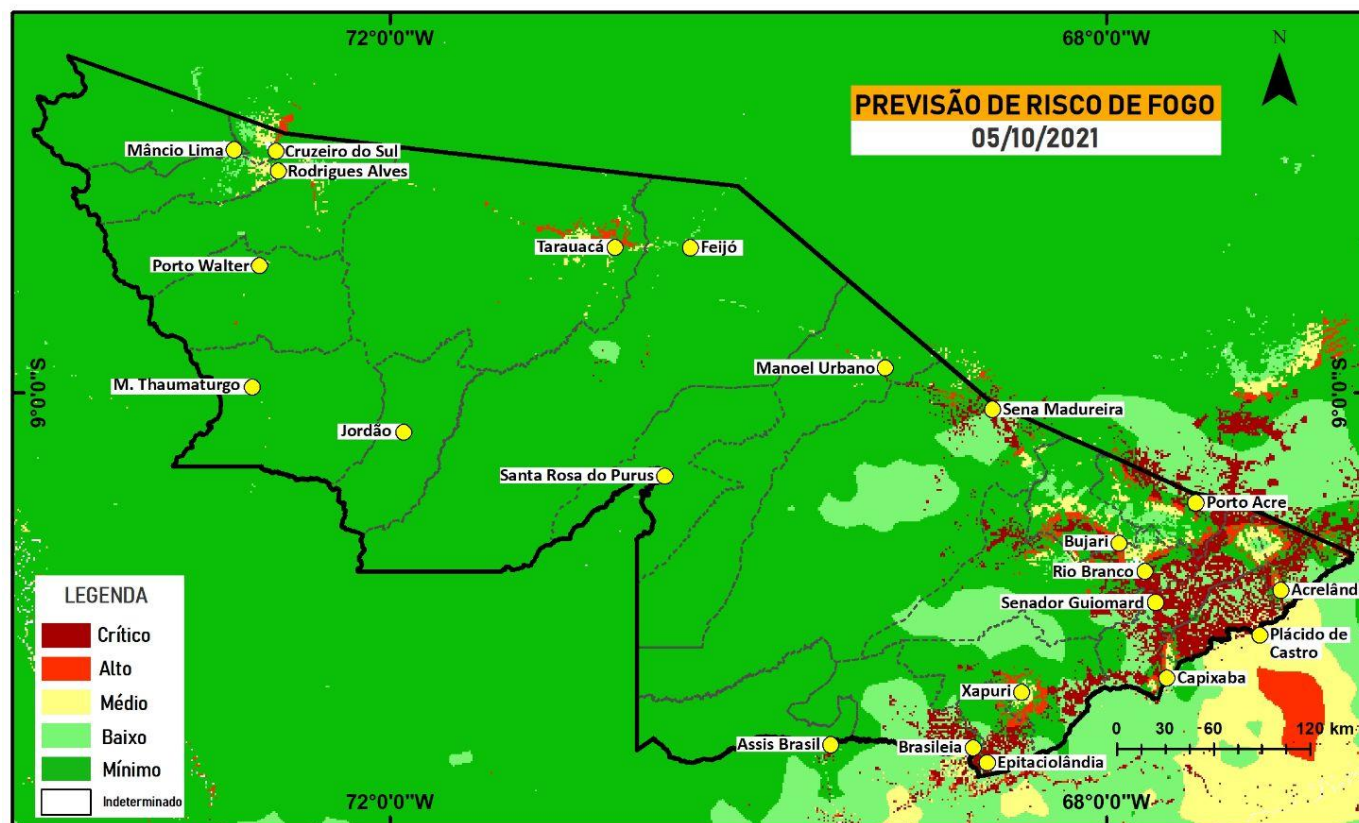 72°0'0"W
68°0'0"W
N
PREVISÃO DE RISCO DE FOGO
05/10/2021
Mâncio Lima
Cruzeiro do Sul
Rodrigues Alves
Tarauacá
Feijó
Porto Walter
Manoel Urbano
9°0'0"S
9°0'0"S
M. Thaumaturgo
Sena Madureira
Jordão
Santa Rosa do Purus
Porto Acre
Bujari
Rio Branco
Acrelând
Senador Guiomard
Plácido de
Castro
Capixaba
Xapuri
Assis Brasil
Brasileia
Epitaciolândia
0 30 60 120 km
LEGENDA
Crítico
Alto
Médio
Baixo
Mínimo
Indeterminado
72°0'0"W
68°0'0"W